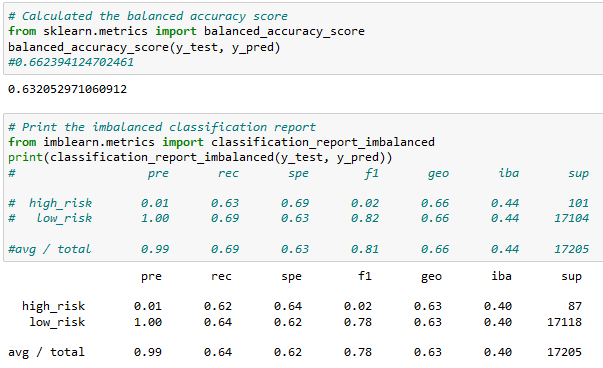 # Calculated the balanced accuracy score
from sklearn.metrics import balanced_accuracy_score
balanced_accuracy_score(y_test, y_pred)
#0.662394124702461
0.632052971060912
# Print the imbalanced classification report
from imblearn.metrics import classification_report_imbalanced
print(classification_report_imbalanced(y_test, y_pred))
# pre rec spe f1 geo iba sup
# high_risk 0.01 0.63 0.69 0.02 0.66 0.44 101
# low_risk 1.00 0.69 0.63 0.82 0.66 0.44 17104
#avg / total 0.99 0.69 0.63 0.81 0.66 0.44 17205
pre rec spe f1 geo iba sup
high_risk 0.01 0.62 0.64 0.02 0.63 0.40 87
low_risk 1.00 0.64 0.62 0.78 0.63 0.40 17118
avg / total 0.99 0.64 0.62 0.78 0.63 0.40 17205